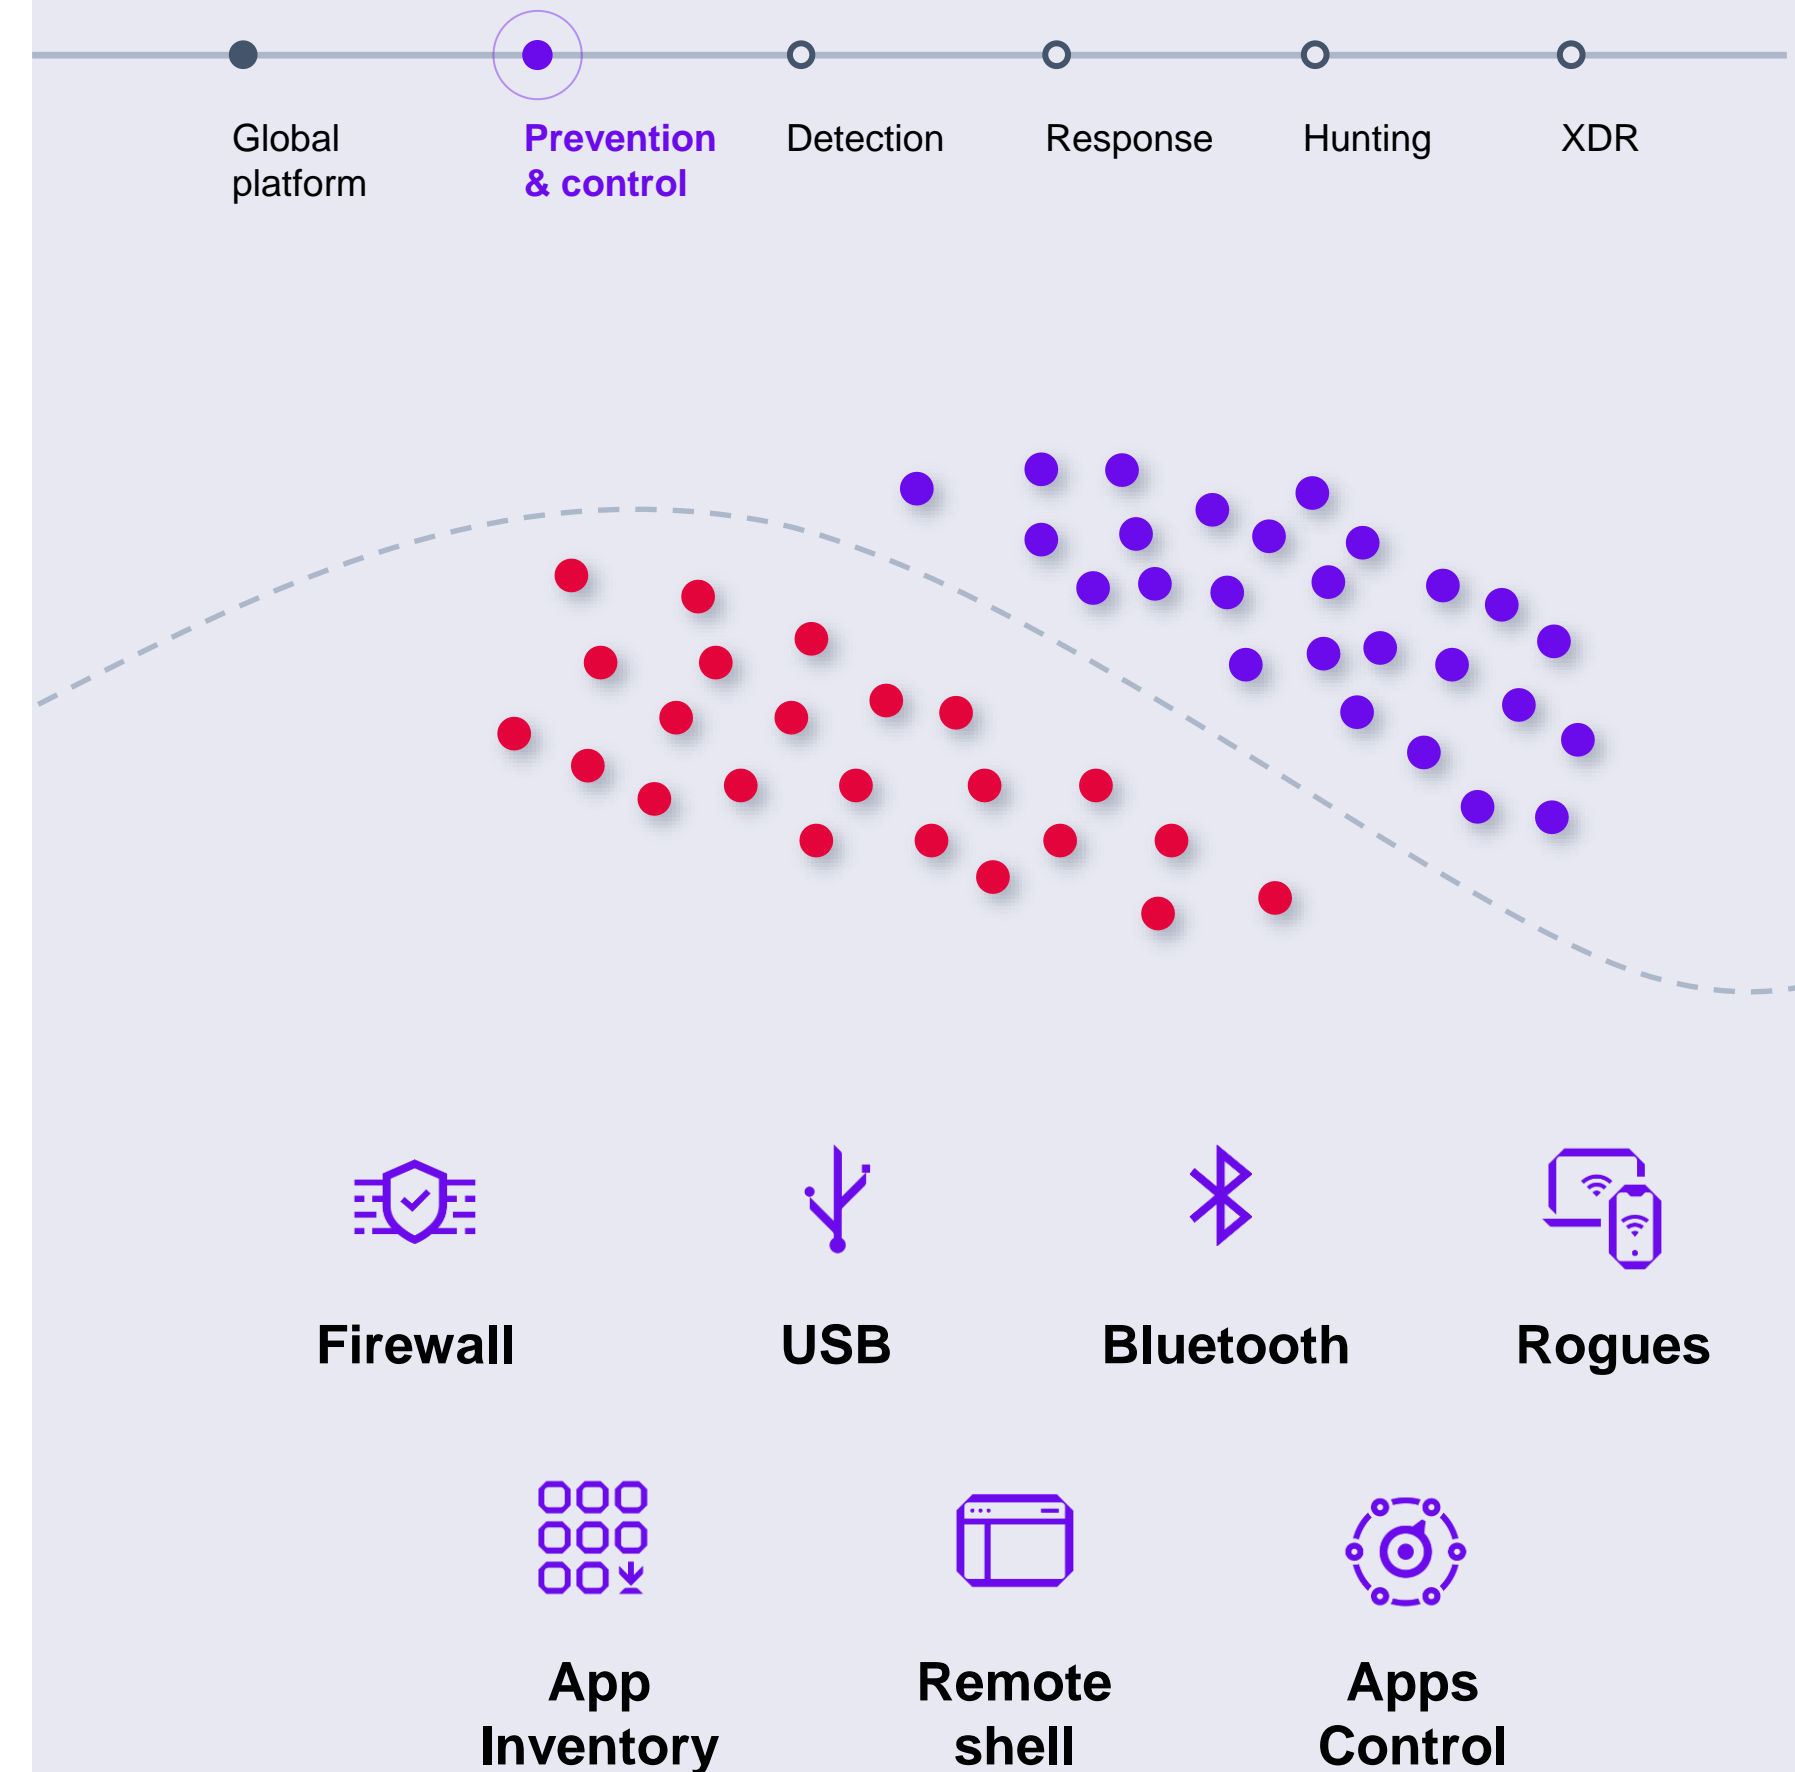 Global
platform
Prevention
& control
Detection
Response
Hunting
XDR
Firewall
USB
Bluetooth
Rogues
App
Inventory
Remote
shell
Apps
Control